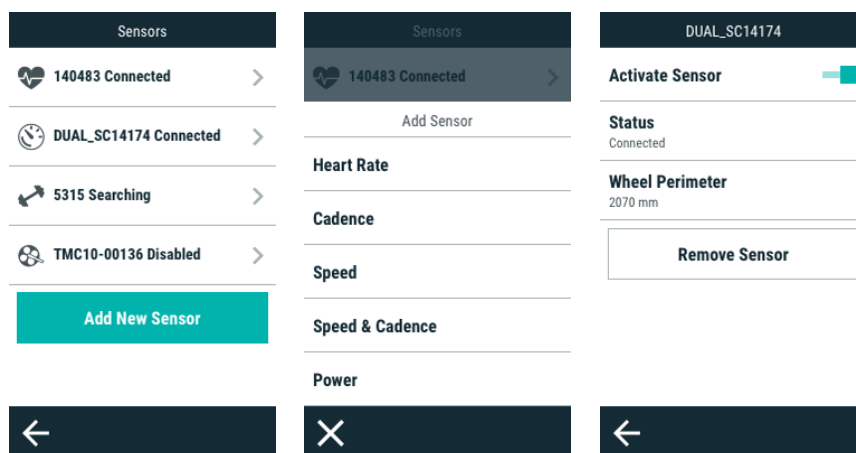 Sensors
140483 Connected
DUAL_SC14174 Connected
5315 Searching
TMC10-00136 Disabled
Add New Sensor
Sensors
140483 Connected
Add Sensor
Heart Rate
Cadence
Speed
Speed & Cadence
Power
DUAL_SC14174
Activate Sensor
Status
Connected
Wheel Perimeter
2070 mm
Remove Sensor